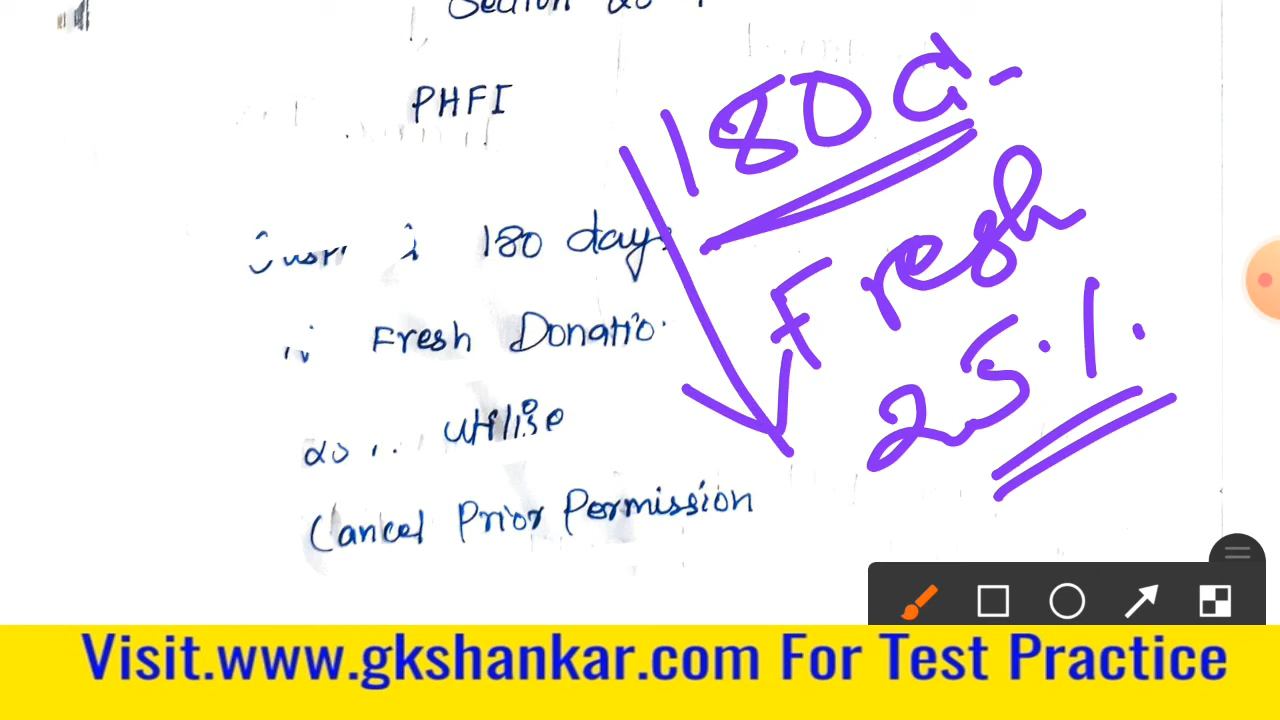 Section
PHFI
180 days
Fresh Donatio
utilise
Cancel Prior Permission
180 d.
Fresh
25%.
Visit.www.gkshankar.com For Test Practice